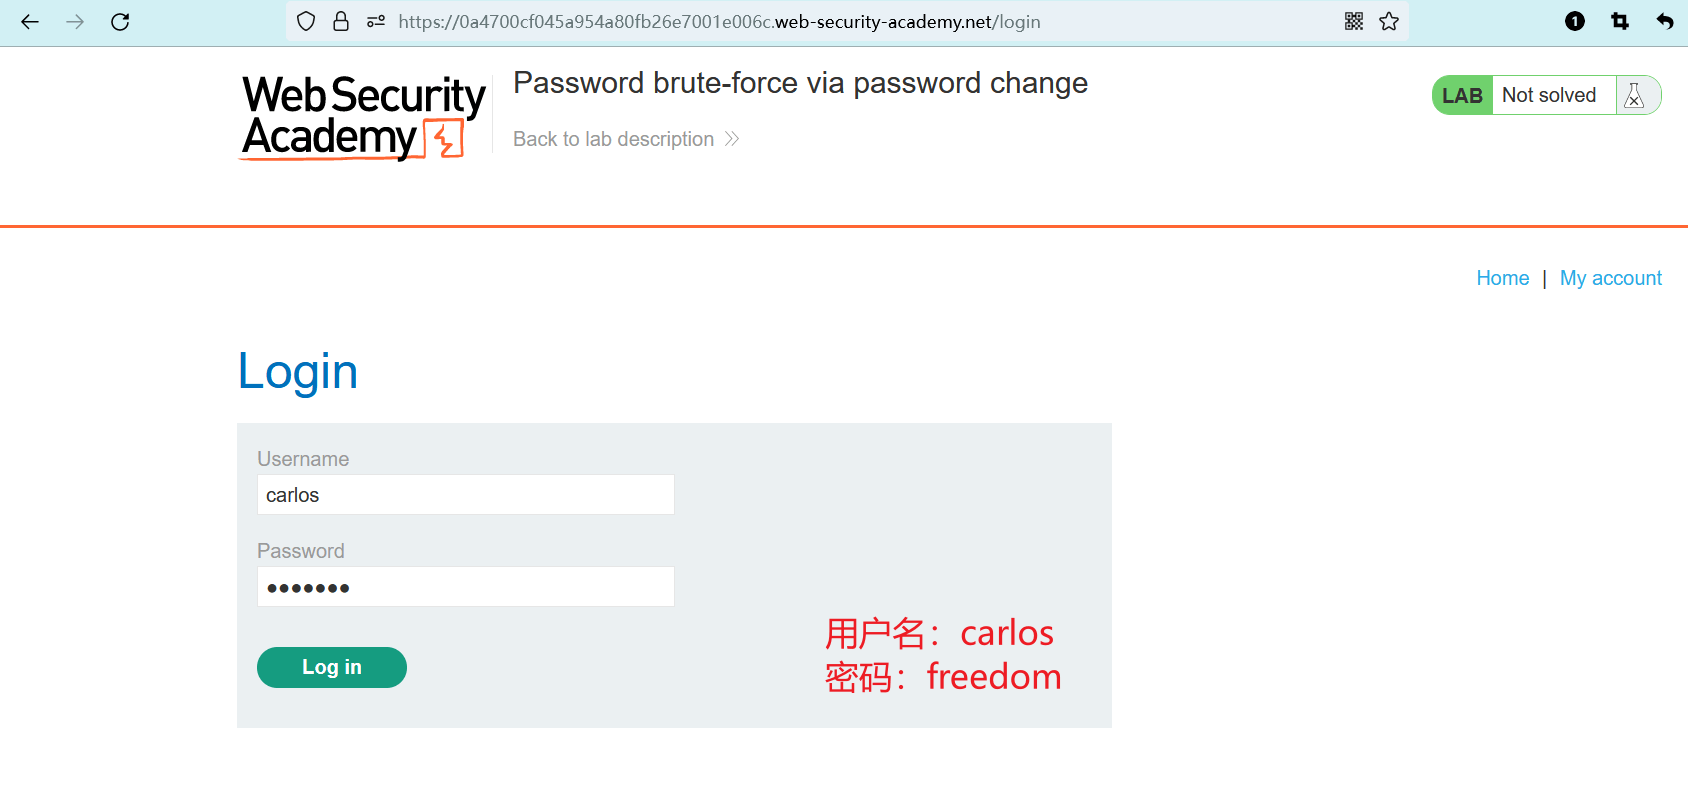 https://0a4700cf045a954a80fb26e7001e006c.web-security-academy.net/login
1
Web Security
Academy
Password brute-force via password change
Back to lab description
LAB Not solved
Home | My account
Login
Username
carlos
Password
●●●●●●●
Log in
用户名：carlos
密码：freedom